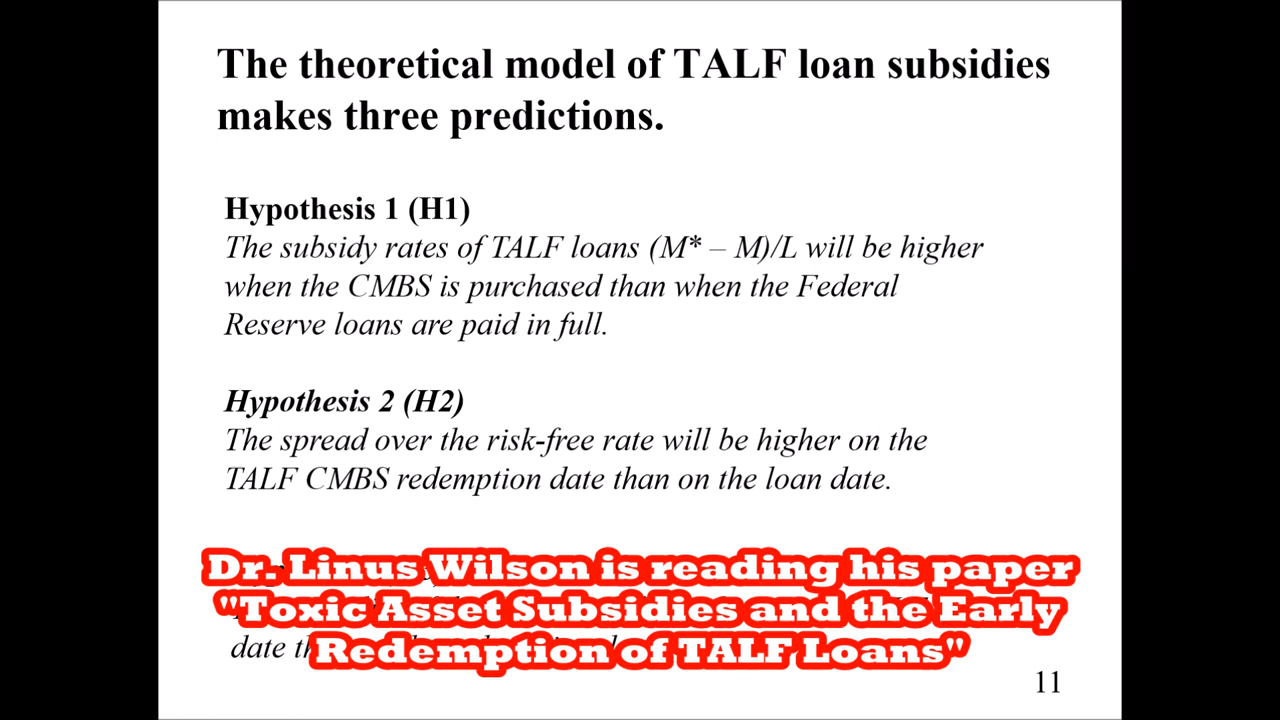 The theoretical model of TALF loan subsidies
makes three predictions.
Hypothesis 1 (H1)
The subsidy rates of TALF loans (M* – M)/L will be higher
when the CMBS is purchased than when the Federal
Reserve loans are paid in full.
Hypothesis 2 (H2)
The spread over the risk-free rate will be higher on the
TALF CMBS redemption date than on the loan date.
Dr. Linus Wilson is reading his paper
"Toxic Asset Subsidies and the Early
Redemption of TALF Loans"
date
11